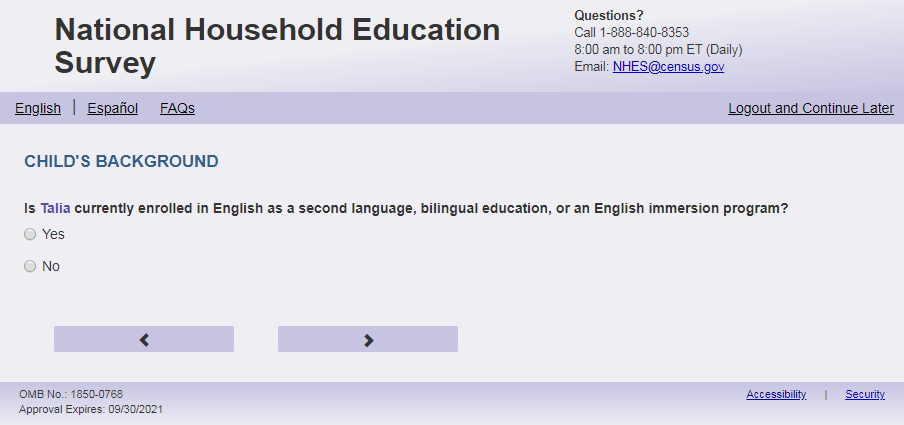 National Household Education
Survey
Questions?
Call 1-888-840-8353
8:00 am to 8:00 pm ET (Daily)
Email: NHES@census.gov
English | Español FAQs Logout and Continue Later
CHILD'S BACKGROUND
Is Talia currently enrolled in English as a second language, bilingual education, or an English immersion program?
Yes
No
OMB No.: 1850-0768
Approval Expires: 09/30/2021
Accessibility | Security